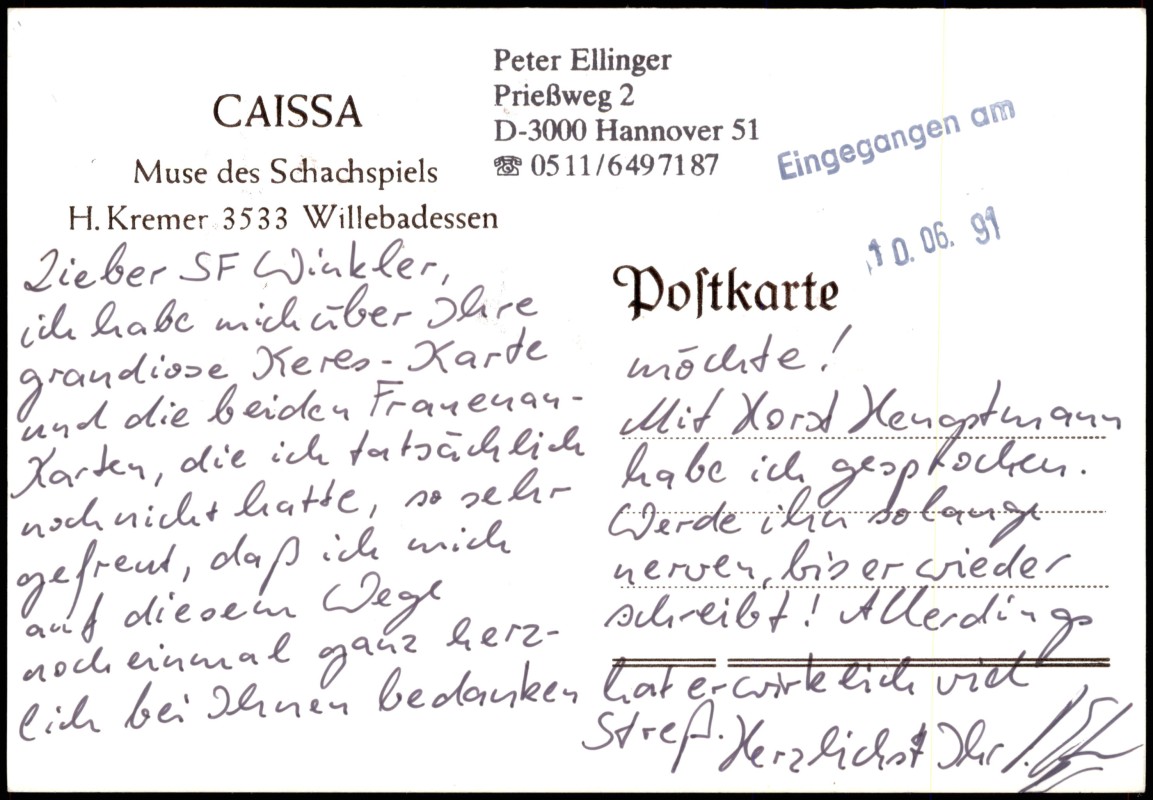 Peter Ellinger
Prießweg 2
D-3000 Hannover 51
☏ 0511/6497187
CAISSA
Muse des Schachspiels
H. Kremer 3533 Willebadessen
Eingegangen am
10. 06. 91
Postkarte
Lieber SF Winkler,
ich habe mich über Ihre
grandiose Keres-Karte
und die beiden Frauenan-
Karten, die ich tatsächlich
noch nicht hatte, so sehr
gefreut, daß ich mich
auf diesem Wege
noch einmal ganz herz-
lich bei Ihnen bedanken
möchte!
Mit Horst
habe ich gesprochen.
Werde ihn solange
nerven, bis er wieder
schreibt! Allerdings
hat er wirklich viel
Streß. Herzlichst Ihr